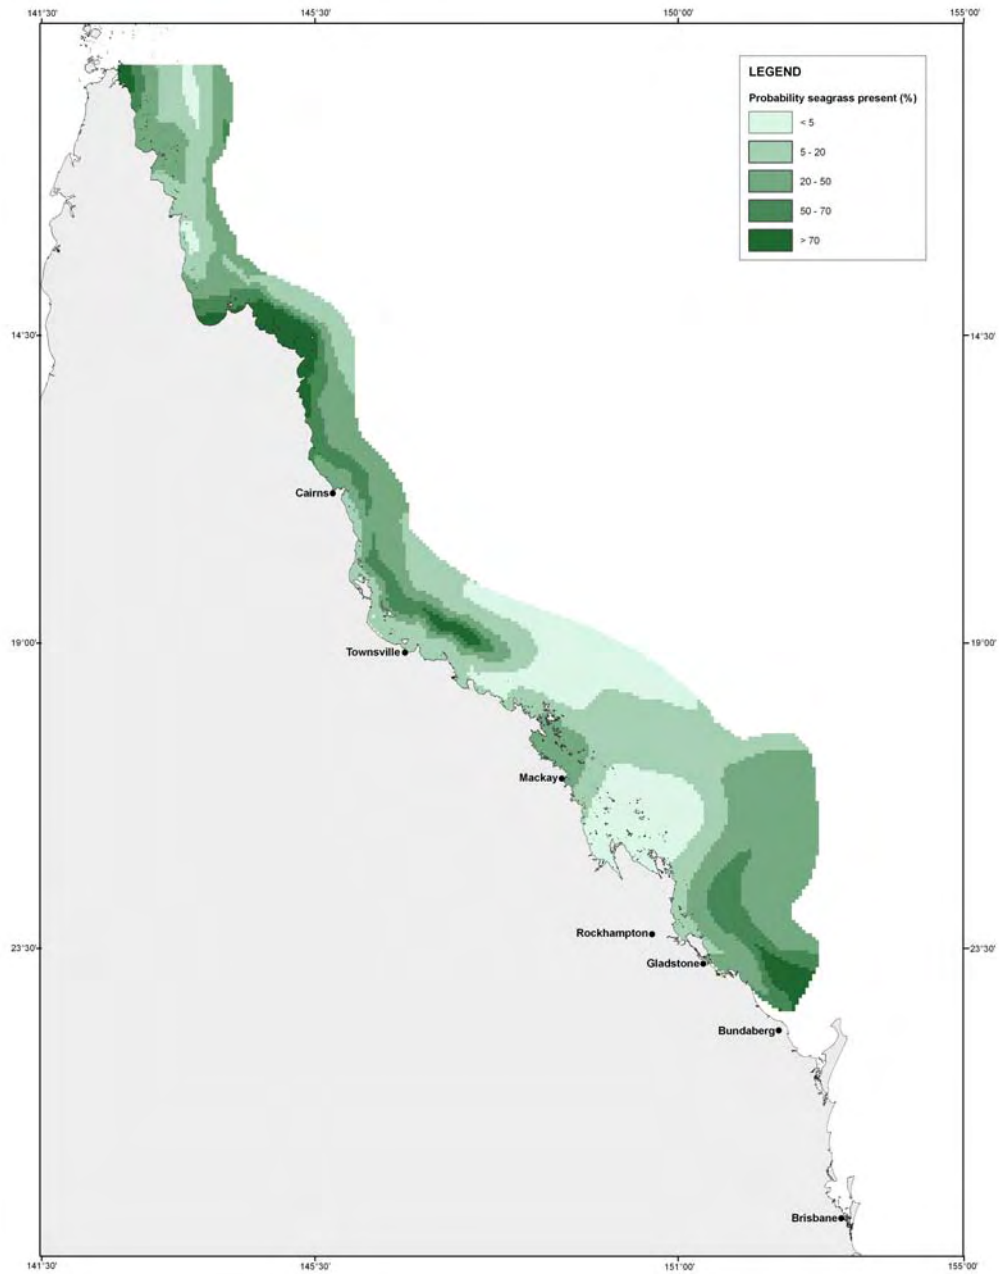 141°30'
145°30'
150°00'
155°00'
LEGEND
Probability seagrass present (%)
< 5
5 - 20
20 - 50
50 - 70
> 70
14°30'
14°30'
Cairns
19°00'
Townsville
19°00'
Mackay
Rockhampton
23°30'
Gladstone
23°30'
Bundaberg
Brisbane
141°30'
145°30'
151°00'
155°00'